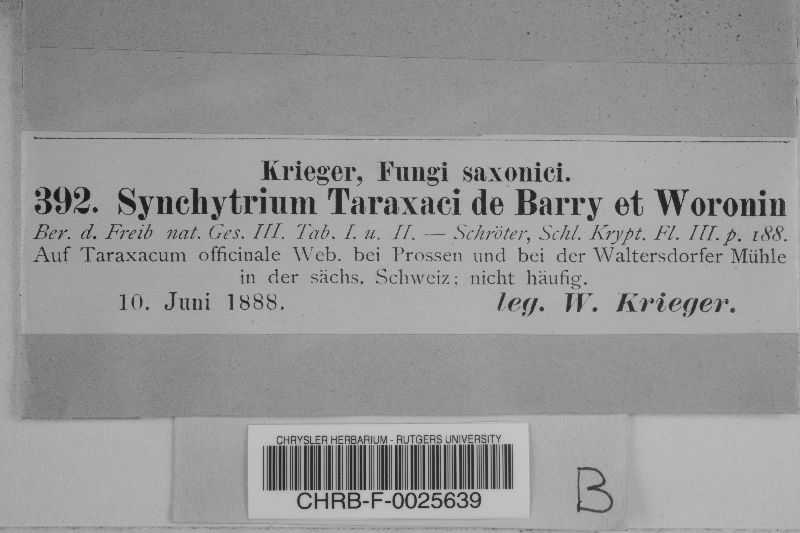 Krieger, Fungi saxonici.
392. Synchytrium Taraxaci de Barry et Woronin
Ber. d. Freib nat. Ges. III. Tab. I. u. II. — Schröter, Schl. Krypt. Fl. III. p. 188.
Auf Taraxacum officinale Web. bei Prossen und bei der Waltersdorfer Mühle
in der sächs. Schweiz; nicht häufig.
10. Juni 1888. leg. W. Krieger.
CHRYSLER HERBARIUM - RUTGERS UNIVERSITY
CHRB-F-0025639
B